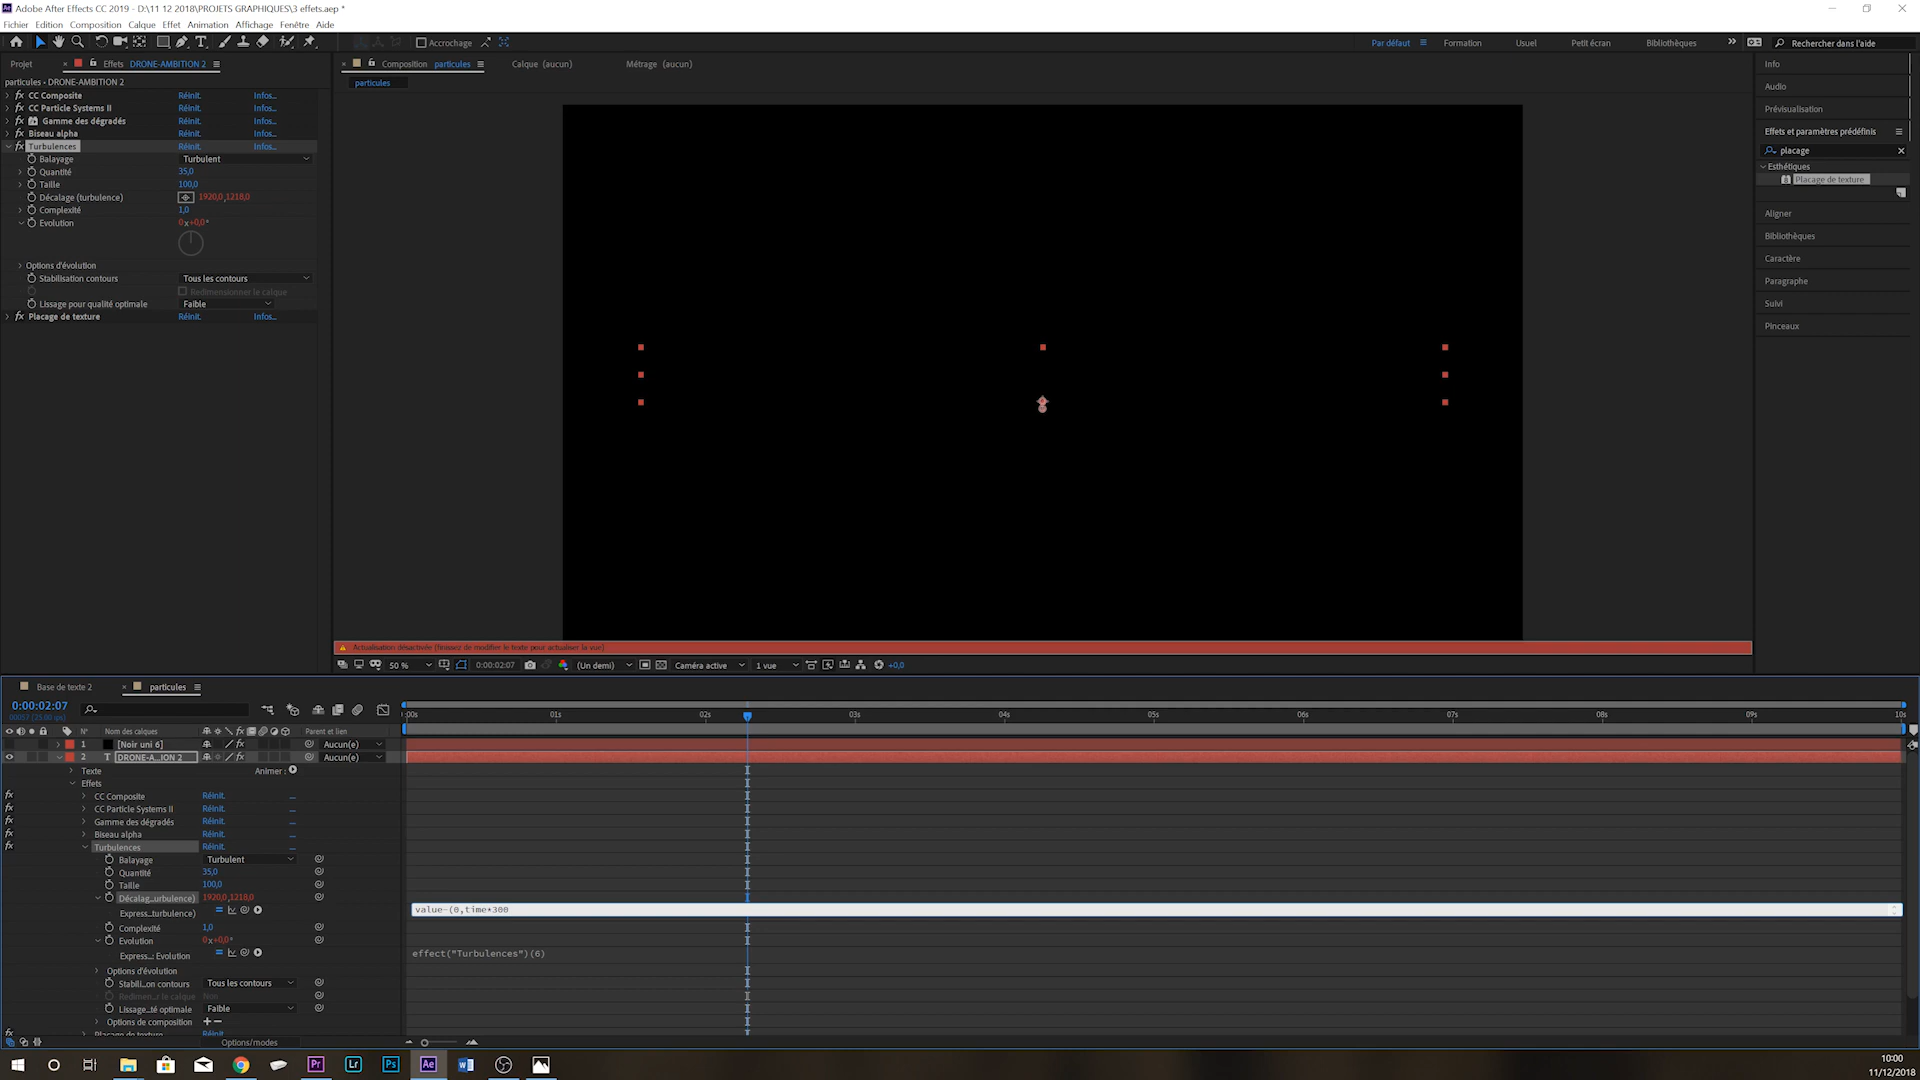 Adobe After Effects CC 2019 - D:\11 12 2018\PROJETS GRAPHIQUES\3 effets.aep *
Fichier Edition Composition Calque Effet Animation Affichage Fenêtre Aide
Accrochage
Par défaut Formation Usuel Petit écran Bibliothèques Rechercher dans l'aide
Projet Effets DRONE-AMBITION 2
Composition particules Calque (aucun) Métrage (aucun)
Info
particules • DRONE-AMBITION 2
particules
Audio
CC Composite Réinit. Infos...
CC Particle Systems II Réinit. Infos...
Prévisualisation
Gamme des dégradés Réinit. Infos...
Biseau alpha Réinit. Infos...
Effets et paramètres prédéfinis
Turbulences Réinit. Infos...
placage
Balayage Turbulent
Esthétiques
Quantité 35,0
Placage de texture
Taille 100,0
Décalage (turbulence) 1920,0,1218,0
Complexité 1,0
Aligner
Evolution 0x+0,0°
Bibliothèques
Caractère
Options d'évolution
Stabilisation contours Tous les contours
Paragraphe
Redimensionner le calque
Lissage pour qualité optimale Faible
Suivi
Placage de texture Réinit. Infos...
Pinceaux
Actualisation désactivée (finissez de modifier le texte pour actualiser la vue)
50 % 0:00:02:07 (Un demi) Caméra active 1 vue +0,0
Base de texte 2 particules
0:00:02:07
00057 (25.00 ips)
:00s 01s 02s 03s 04s 05s 06s 07s 08s 09s 10s
N° Nom des calques Parent et lien
1 [Noir uni 6] Aucun(e)
2 T DRONE-A...ION 2 Aucun(e)
Texte Animer :
Effets
CC Composite Réinit. ...
CC Particle Systems II Réinit. ...
Gamme des dégradés Réinit. ...
Biseau alpha Réinit. ...
Turbulences Réinit. ...
Balayage Turbulent
Quantité 35,0
Taille 100,0
Décalag...urbulence) 1920,0,1218,0
Express...turbulence) value-(0,time*300
Complexité 1,0
Evolution 0x+0,0°
Express...: Evolution effect("Turbulences")(6)
Options d'évolution
Stabili...on contours Tous les contours
Redimen...r le calque Non
Lissage...té optimale Faible
Options de composition + −
Placage de texture Réinit.
Options/modes
Pr Lr Ps Ae
10:00
11/12/2018